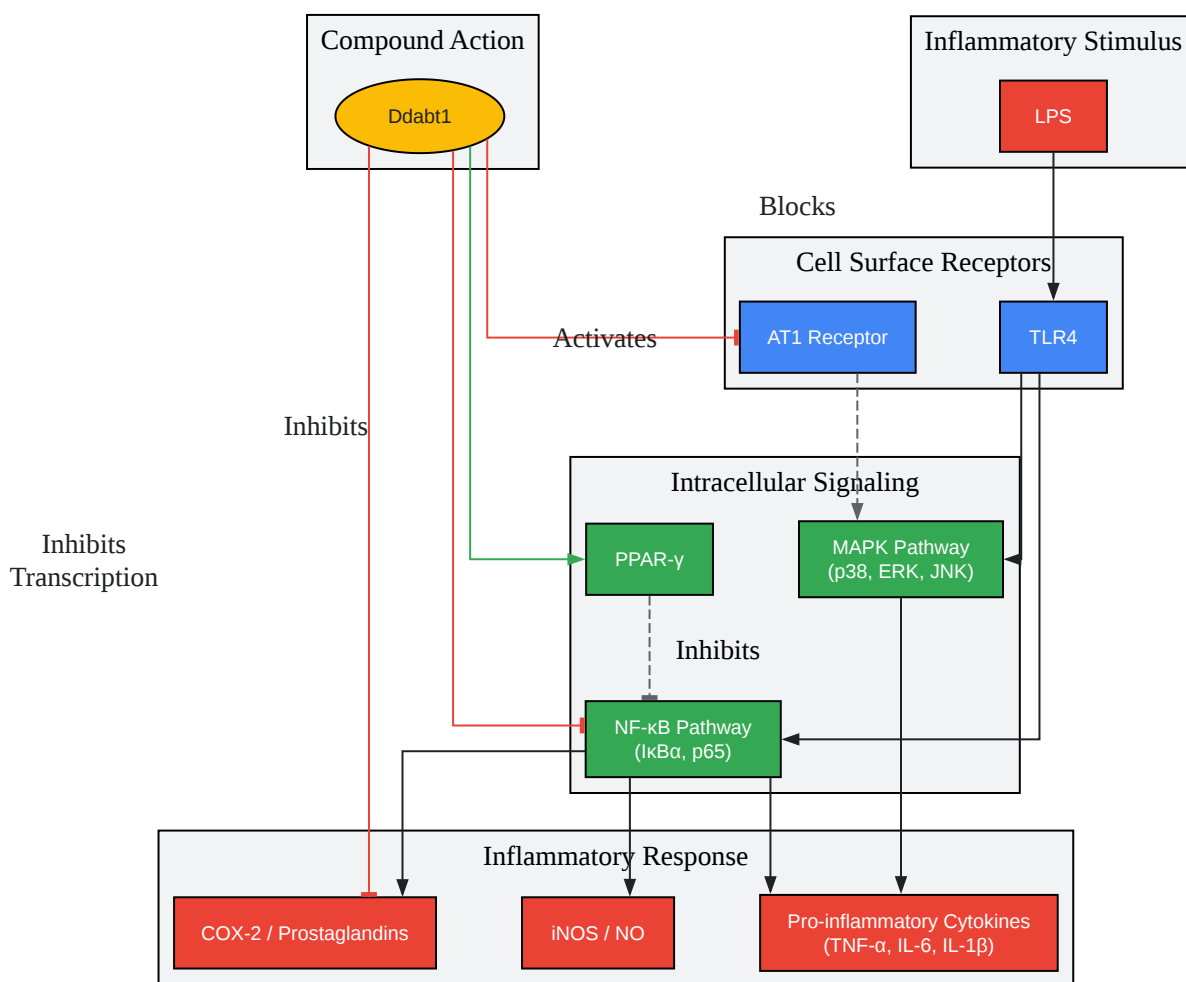 Compound Action
Inflammatory Stimulus
Ddabt1
LPS
Blocks
Cell Surface Receptors
AT1 Receptor
TLR4
Activates
Inhibits
Intracellular Signaling
Inhibits
Transcription
PPAR-γ
MAPK Pathway
(p38, ERK, JNK)
Inhibits
NF-κB Pathway
(IκBα, p65)
Inflammatory Response
COX-2 / Prostaglandins
iNOS / NO
Pro-inflammatory Cytokines
(TNF-α, IL-6, IL-1β)